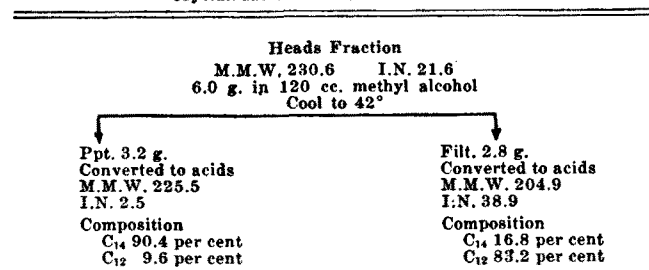 Heads Fraction
M.M.W. 230.6 I.N. 21.6
6.0 g. in 120 cc. methyl alcohol
Cool to 42°
Ppt. 3.2 g.
Converted to acids
M.M.W. 225.5
I.N. 2.5
Composition
C₁₄ 90.4 per cent
C₁₂ 9.6 per cent
Filt. 2.8 g.
Converted to acids
M.M.W. 204.9
I.N. 38.9
Composition
C₁₄ 16.8 per cent
C₁₂ 83.2 per cent